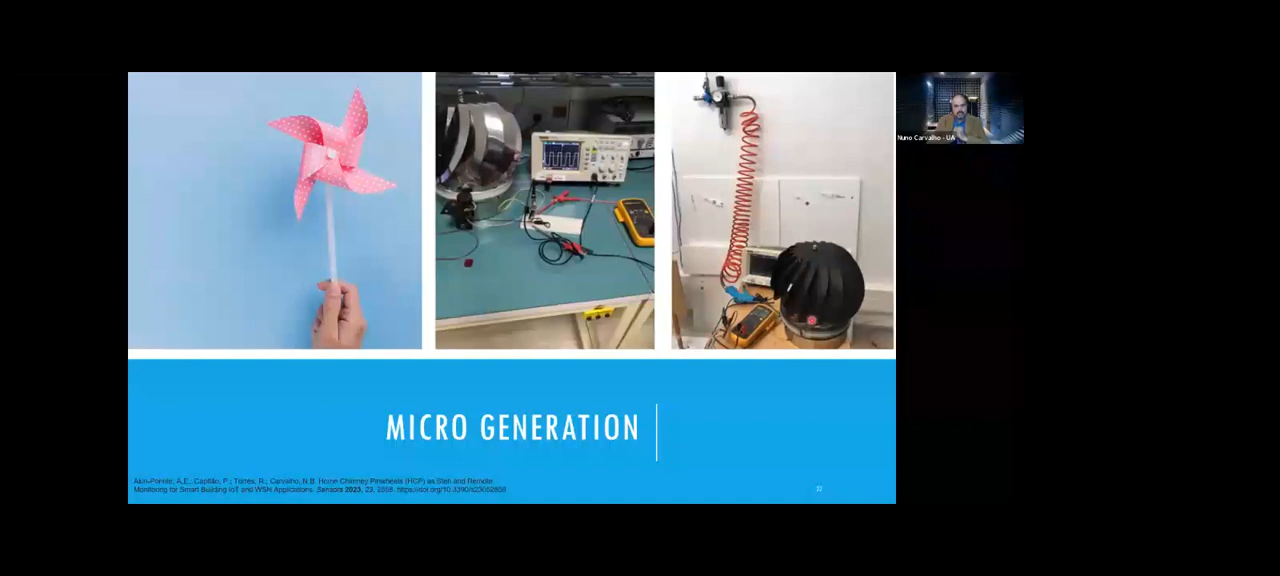 Nuno Carvalho - UA
MICRO GENERATION
Akin-Ponnle, A.E.; Capitão, P.; Torres, R.; Carvalho, N.B. Home Chimney Pinwheels (HCP) as Steh and Remote
Monitoring for Smart Building IoT and WSN Applications. Sensors 2023, 23, 2858. https://doi.org/10.3390/s23052858